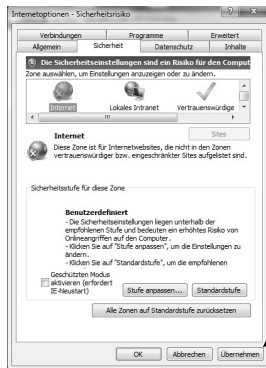 Internetoptionen - Sicherheitsrisiko
Verbindungen Programme Erweitert
Allgemein Sicherheit Datenschutz Inhalte
Die Sicherheitseinstellungen sind ein Risiko für den Comput
Zone auswählen, um Einstellungen anzuzeigen oder zu ändern.
Internet Lokales Intranet Vertrauenswürdige
Internet
Sites
Diese Zone ist für Internetwebsites, die nicht in den Zonen
vertrauenswürdiger bzw. eingeschränkter Sites aufgelistet sind.
Sicherheitsstufe für diese Zone
Benutzerdefiniert
- Die Sicherheitseinstellungen liegen unterhalb der
empfohlenen Stufe und bedeuten ein erhöhtes Risiko von
Onlineangriffen auf den Computer.
- Klicken Sie auf "Stufe anpassen", um die Einstellungen zu
ändern.
- Klicken Sie auf "Standardstufe", um die empfohlenen
Geschützten Modus
aktivieren (erfordert
IE-Neustart)
Stufe anpassen... Standardstufe
Alle Zonen auf Standardstufe zurücksetzen
OK Abbrechen Übernehmen